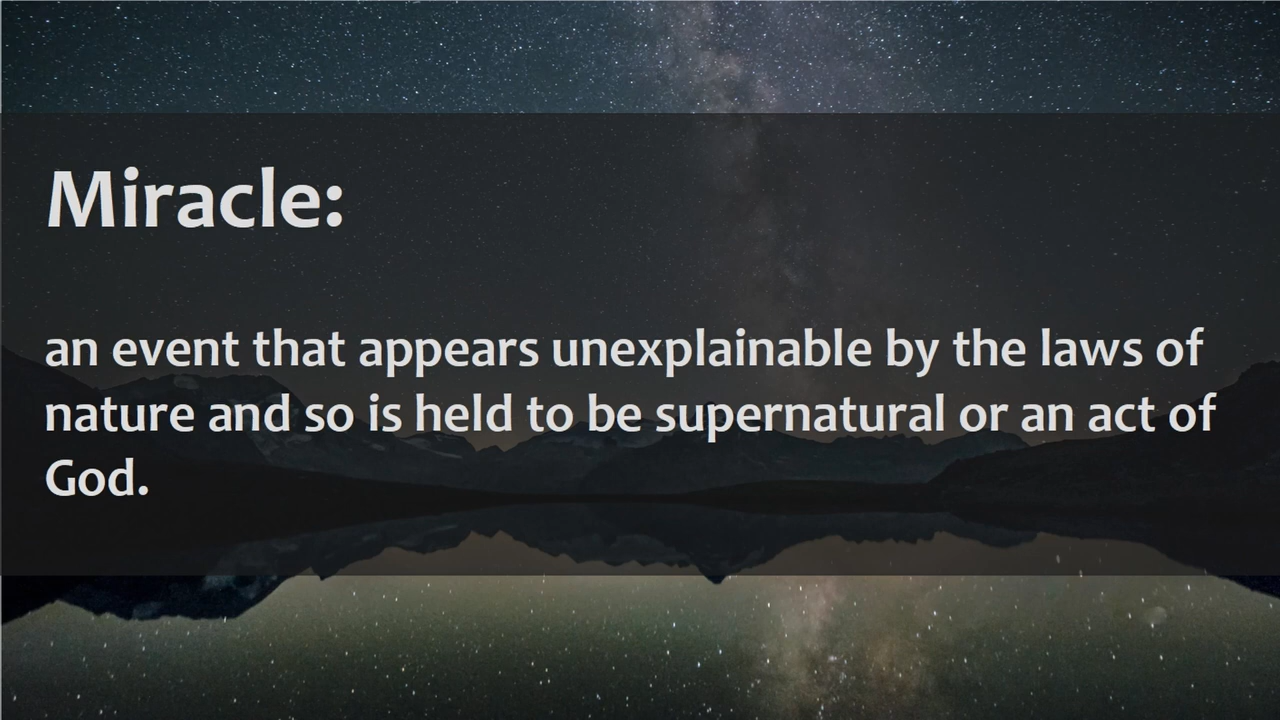 Miracle:
an event that appears unexplainable by the laws of
nature and so is held to be supernatural or an act of
God.